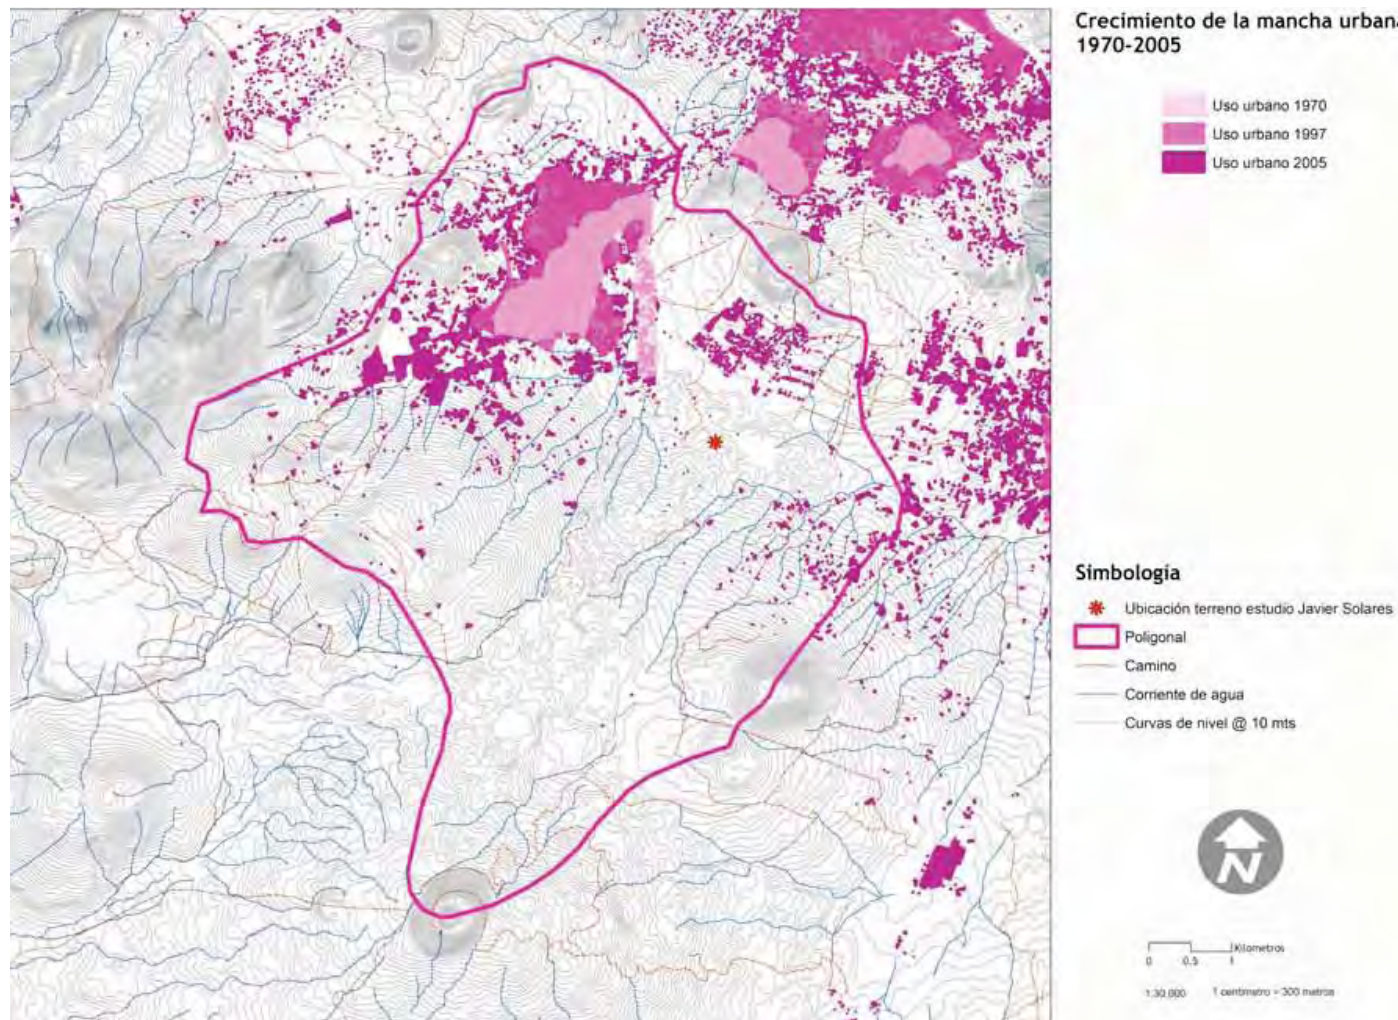 Crecimiento de la mancha urbana
1970-2005
Uso urbano 1970
Uso urbano 1997
Uso urbano 2005
Simbología
Ubicación terreno estudio Javier Solares
Poligonal
Camino
Corriente de agua
Curvas de nivel @ 10 mts
N
Kilometros
0 0.5 1
1:30,000 1 centimetro = 300 metros